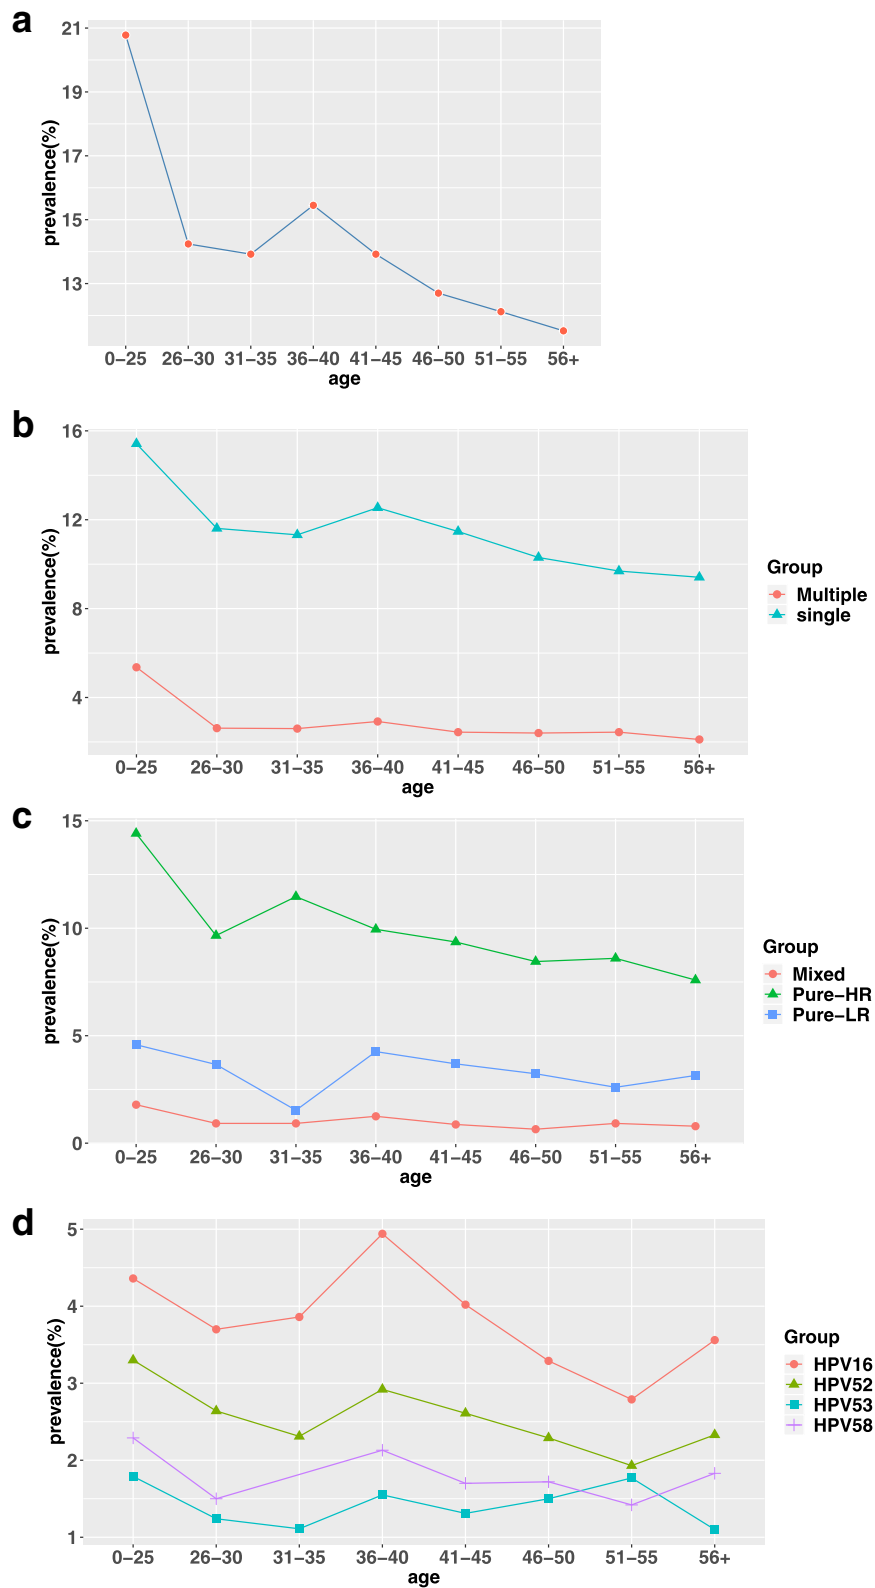 a
21
19
17
15
13
prevalence(%)
0–25 26–30 31–35 36–40 41–45 46–50 51–55 56+
age
b
16
12
8
4
prevalence(%)
0–25 26–30 31–35 36–40 41–45 46–50 51–55 56+
age
Group
Multiple
single
c
15
10
5
0
prevalence(%)
0–25 26–30 31–35 36–40 41–45 46–50 51–55 56+
age
Group
Mixed
Pure–HR
Pure–LR
d
5
4
3
2
1
prevalence(%)
0–25 26–30 31–35 36–40 41–45 46–50 51–55 56+
age
Group
HPV16
HPV52
HPV53
HPV58